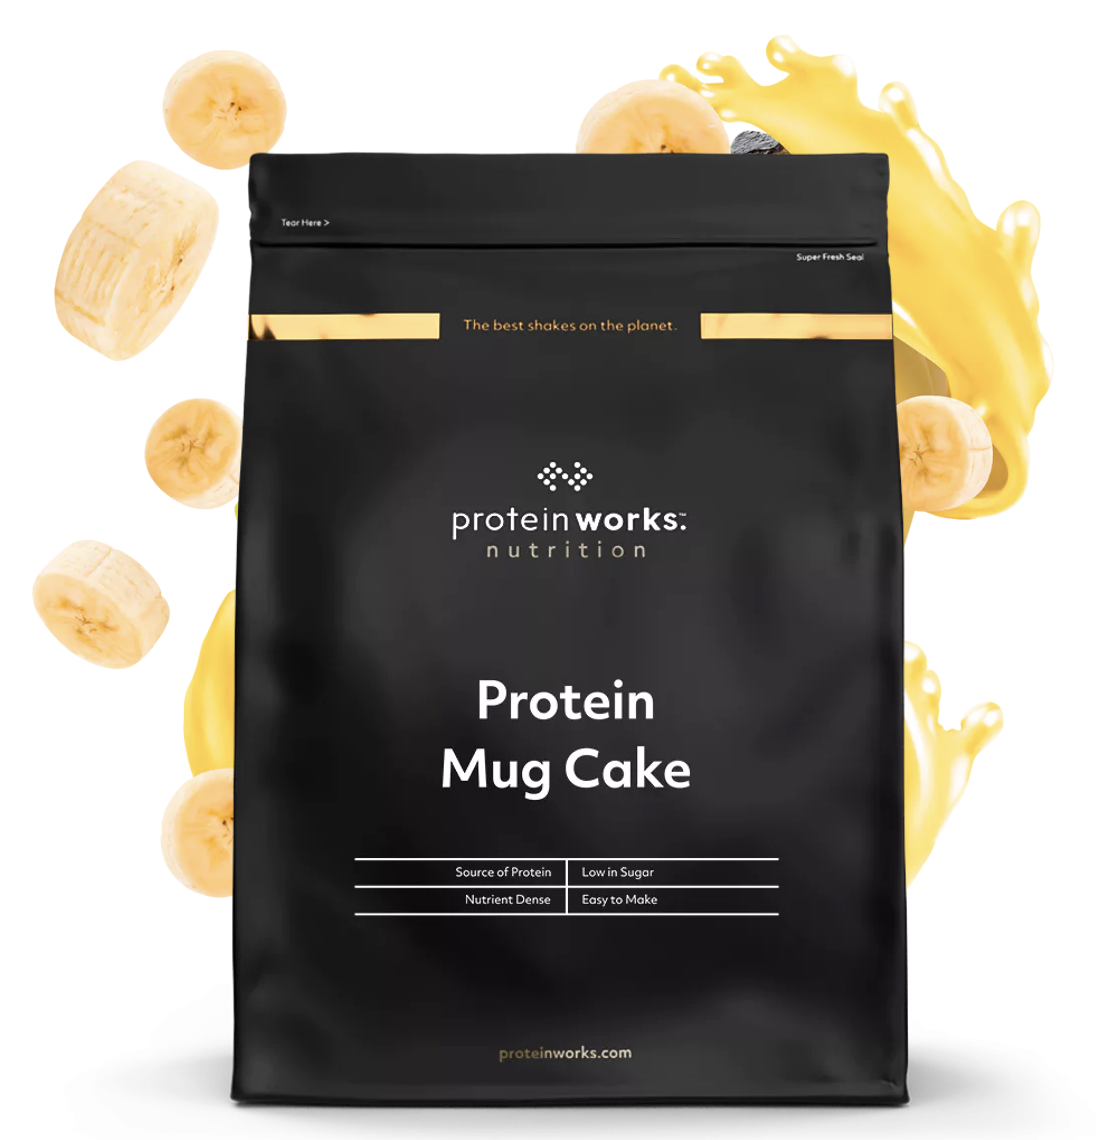 Tear Here >
Super Fresh Seal
The best shakes on the planet.
protein works:™
nutrition
Protein
Mug Cake
Source of Protein
Low in Sugar
Nutrient Dense
Easy to Make
proteinworks.com